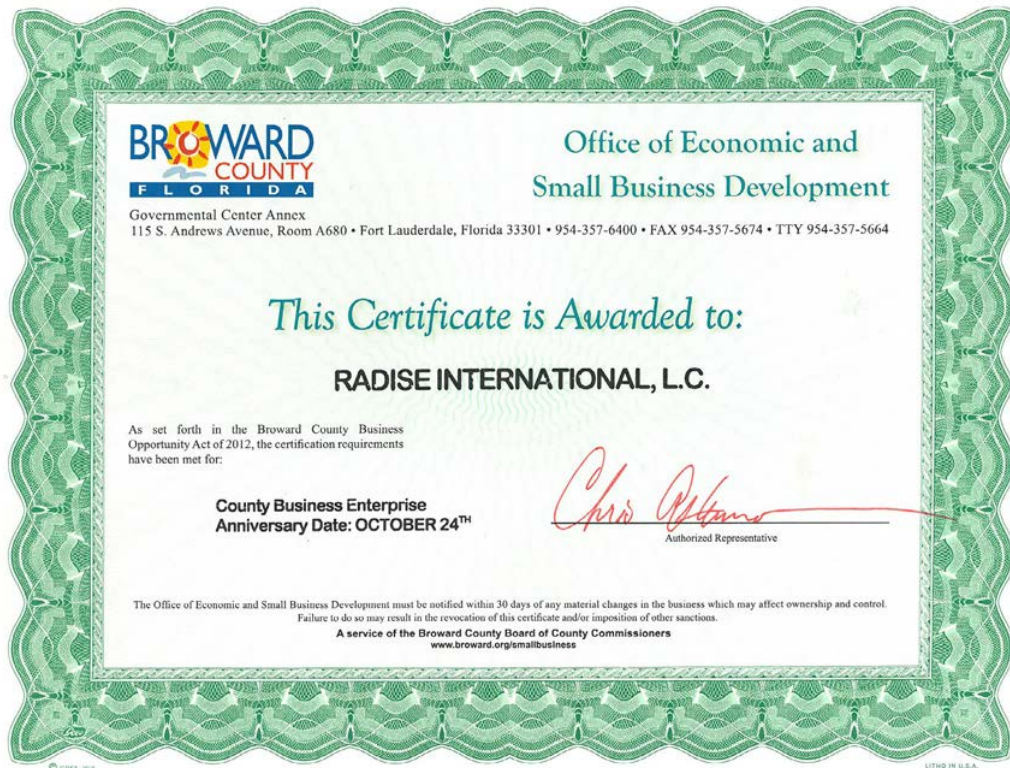 BROWARD
COUNTY
FLORIDA
Office of Economic and
Small Business Development
Governmental Center Annex
115 S. Andrews Avenue, Room A680 • Fort Lauderdale, Florida 33301 • 954-357-6400 • FAX 954-357-5674 • TTY 954-357-5664
This Certificate is Awarded to:
RADISE INTERNATIONAL, L.C.
As set forth in the Broward County Business
Opportunity Act of 2012, the certification requirements
have been met for:
County Business Enterprise
Anniversary Date: OCTOBER 24TH
Chris
Authorized Representative
The Office of Economic and Small Business Development must be notified within 30 days of any material changes in the business which may affect ownership and control.
Failure to do so may result in the revocation of this certificate and/or imposition of other sanctions.
A service of the Broward County Board of County Commissioners
www.broward.org/smallbusiness
LITHO IN U.S.A.